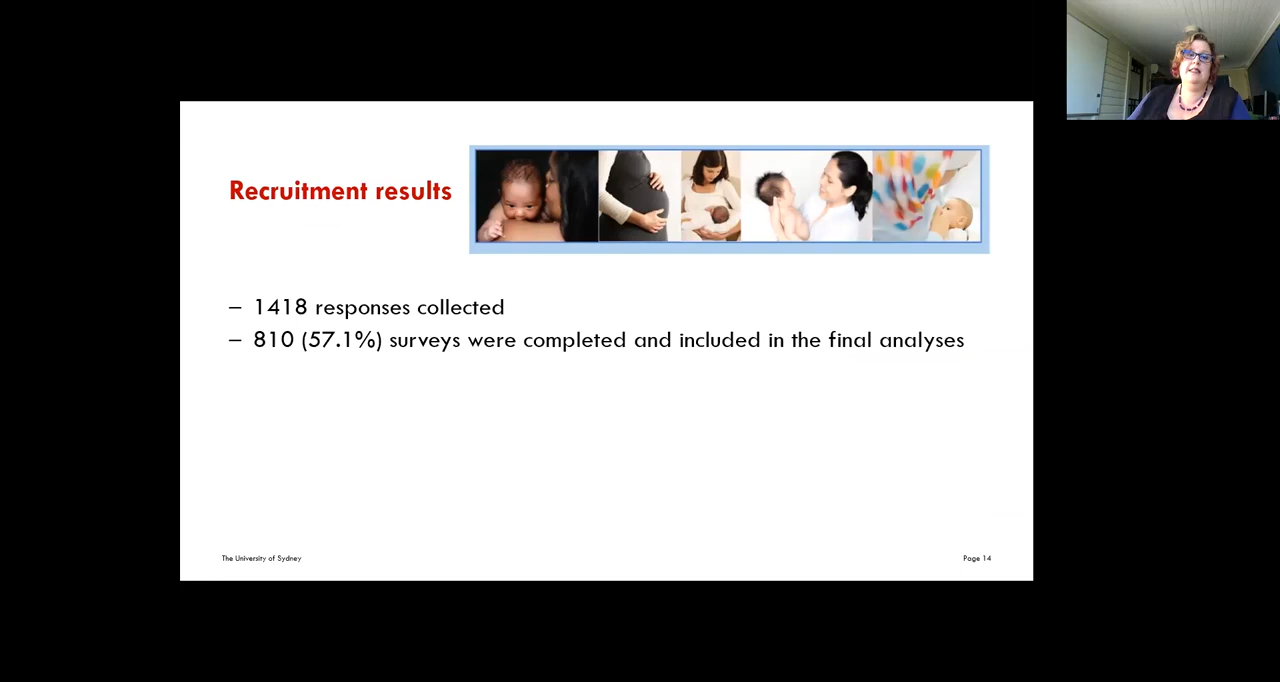 Recruitment results
– 1418 responses collected
– 810 (57.1%) surveys were completed and included in the final analyses
The University of Sydney
Page 14